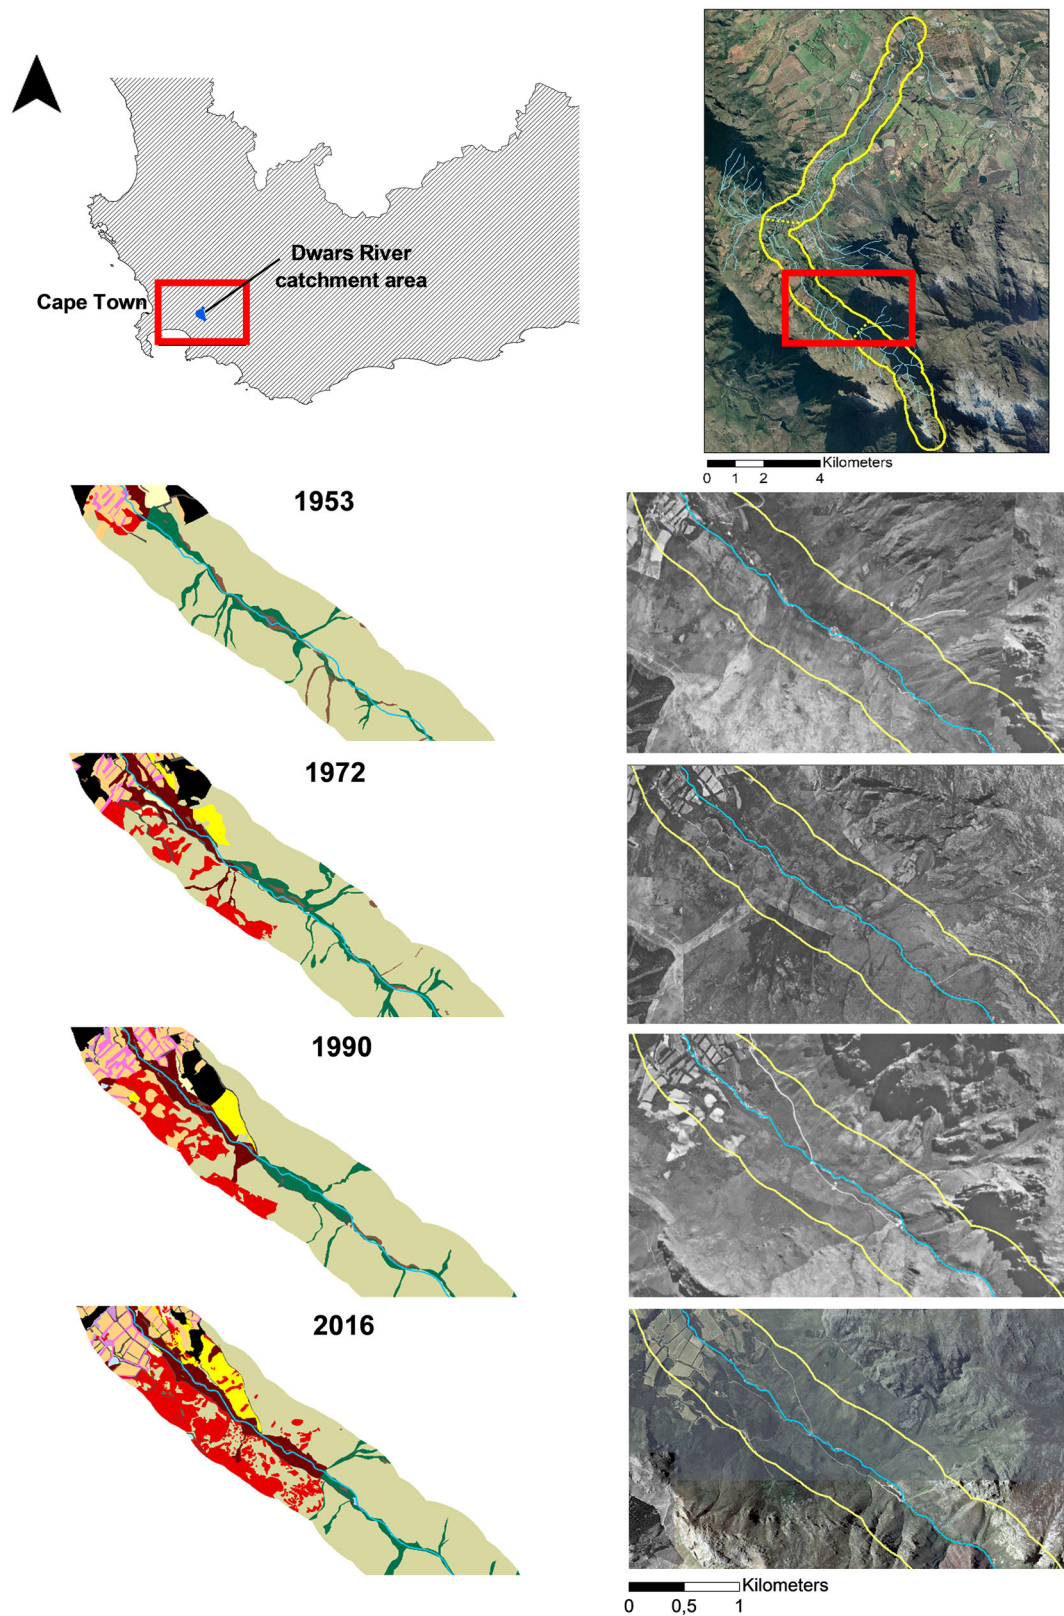 Dwars River
catchment area
Cape Town
Kilometers
0 1 2 4
1953
1972
1990
2016
Kilometers
0 0,5 1